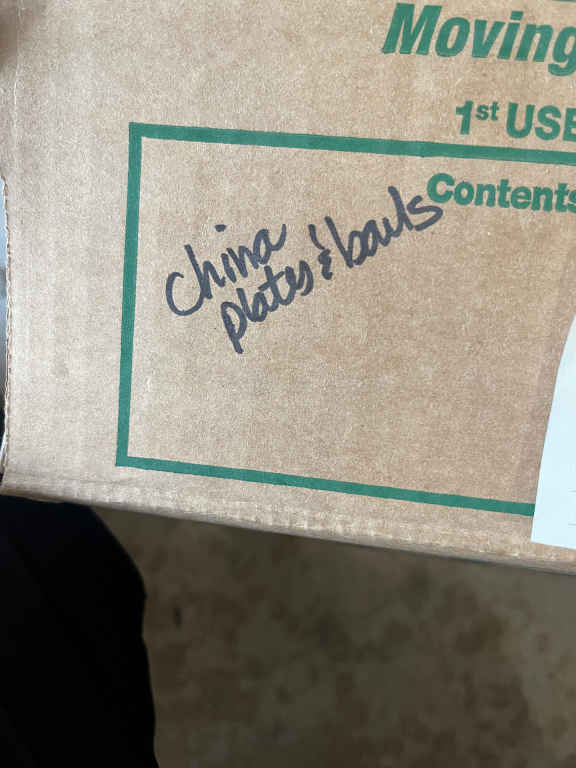 Moving
1st USE
Contents
china
plates & bowls